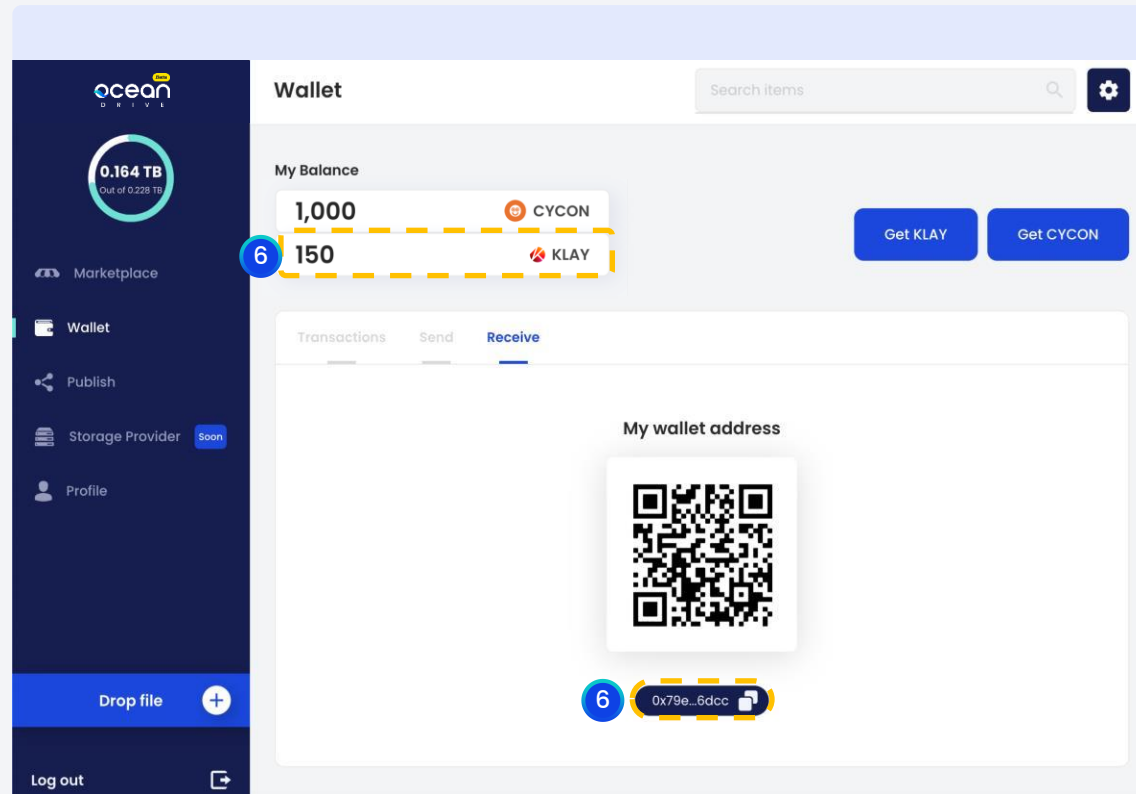 Beta
ocean
DRIVE
0.164 TB
Out of 0.228 TB
Marketplace
Wallet
Publish
Storage Provider Soon
Profile
Drop file
Log out
Wallet
Search items
My Balance
1,000 CYCON
6 150 KLAY
Get KLAY Get CYCON
Transactions Send Receive
My wallet address
6 0x79e...6dcc